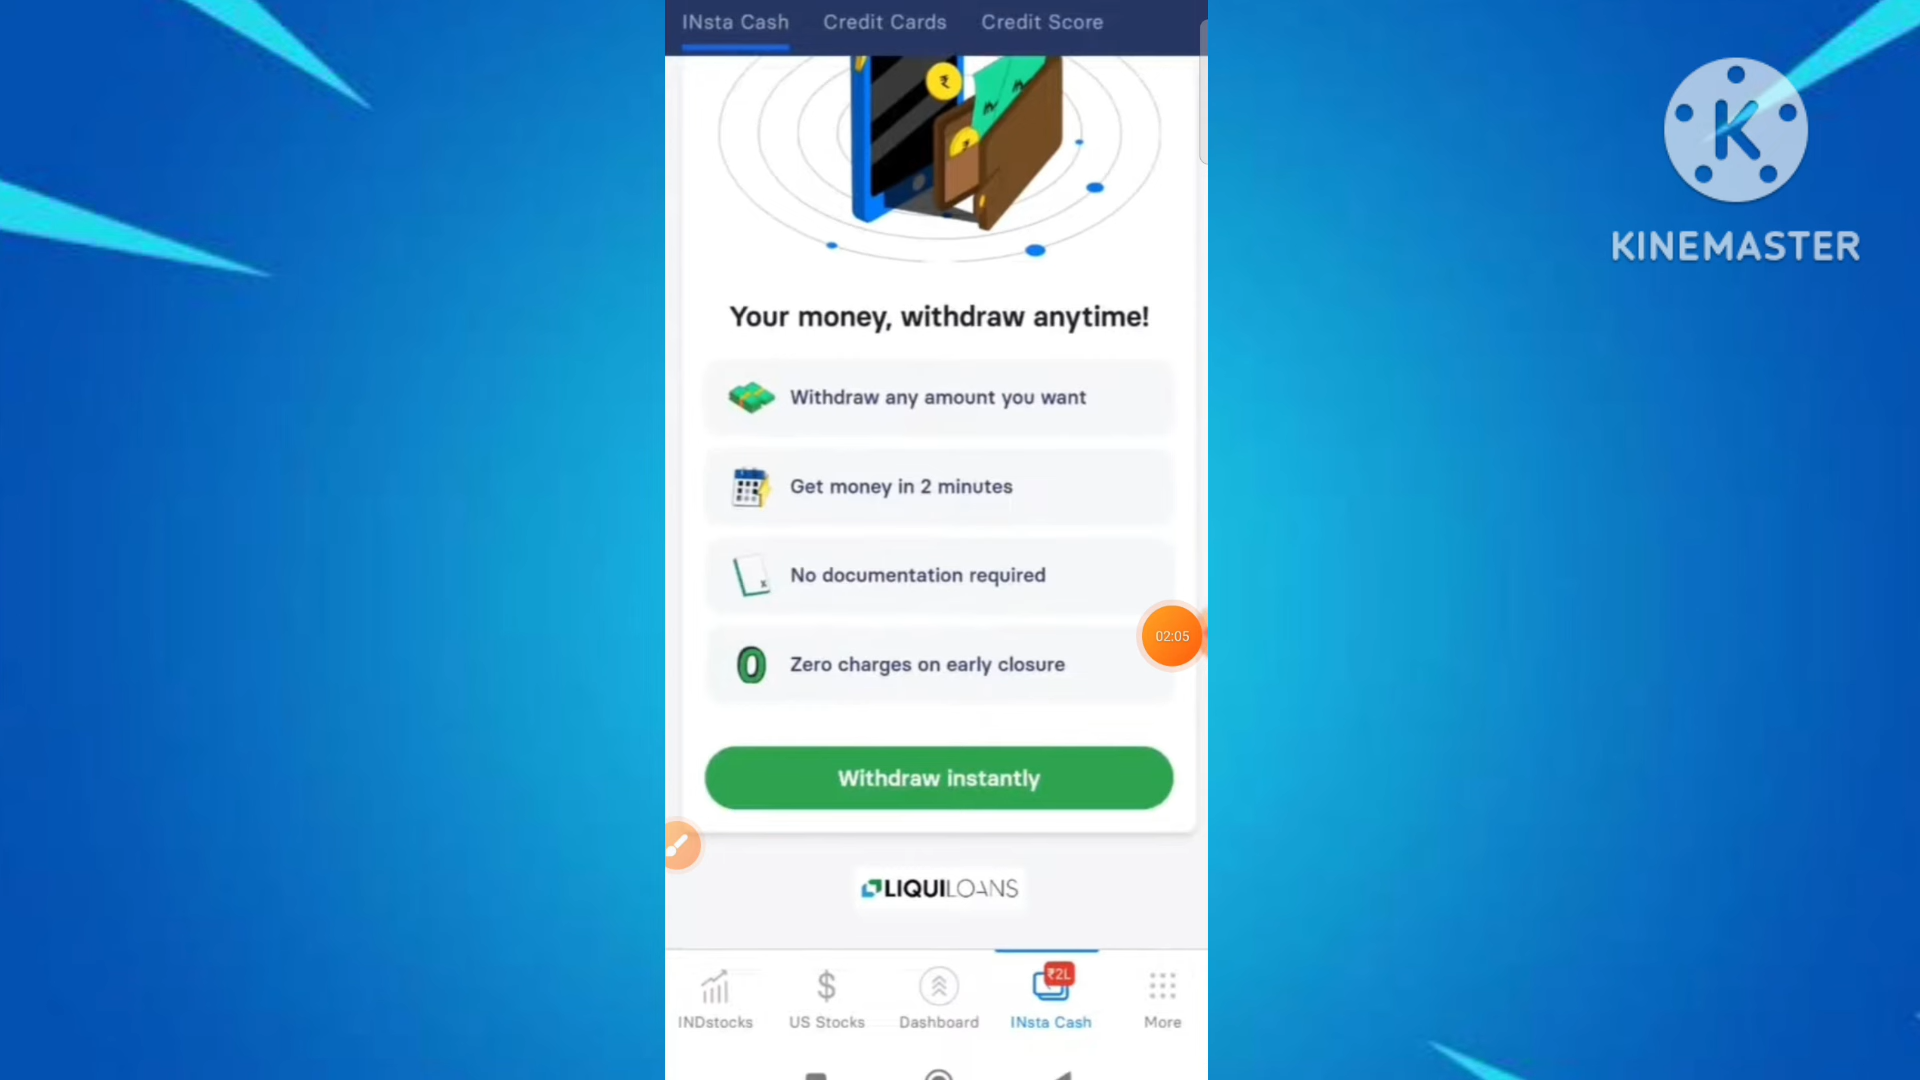 INsta Cash Credit Cards Credit Score
K
KINEMASTER
₹
₹
Your money, withdraw anytime!
Withdraw any amount you want
Get money in 2 minutes
No documentation required
02:05
0 Zero charges on early closure
Withdraw instantly
LIQUILOANS
₹2L
$
INDstocks US Stocks Dashboard INsta Cash More